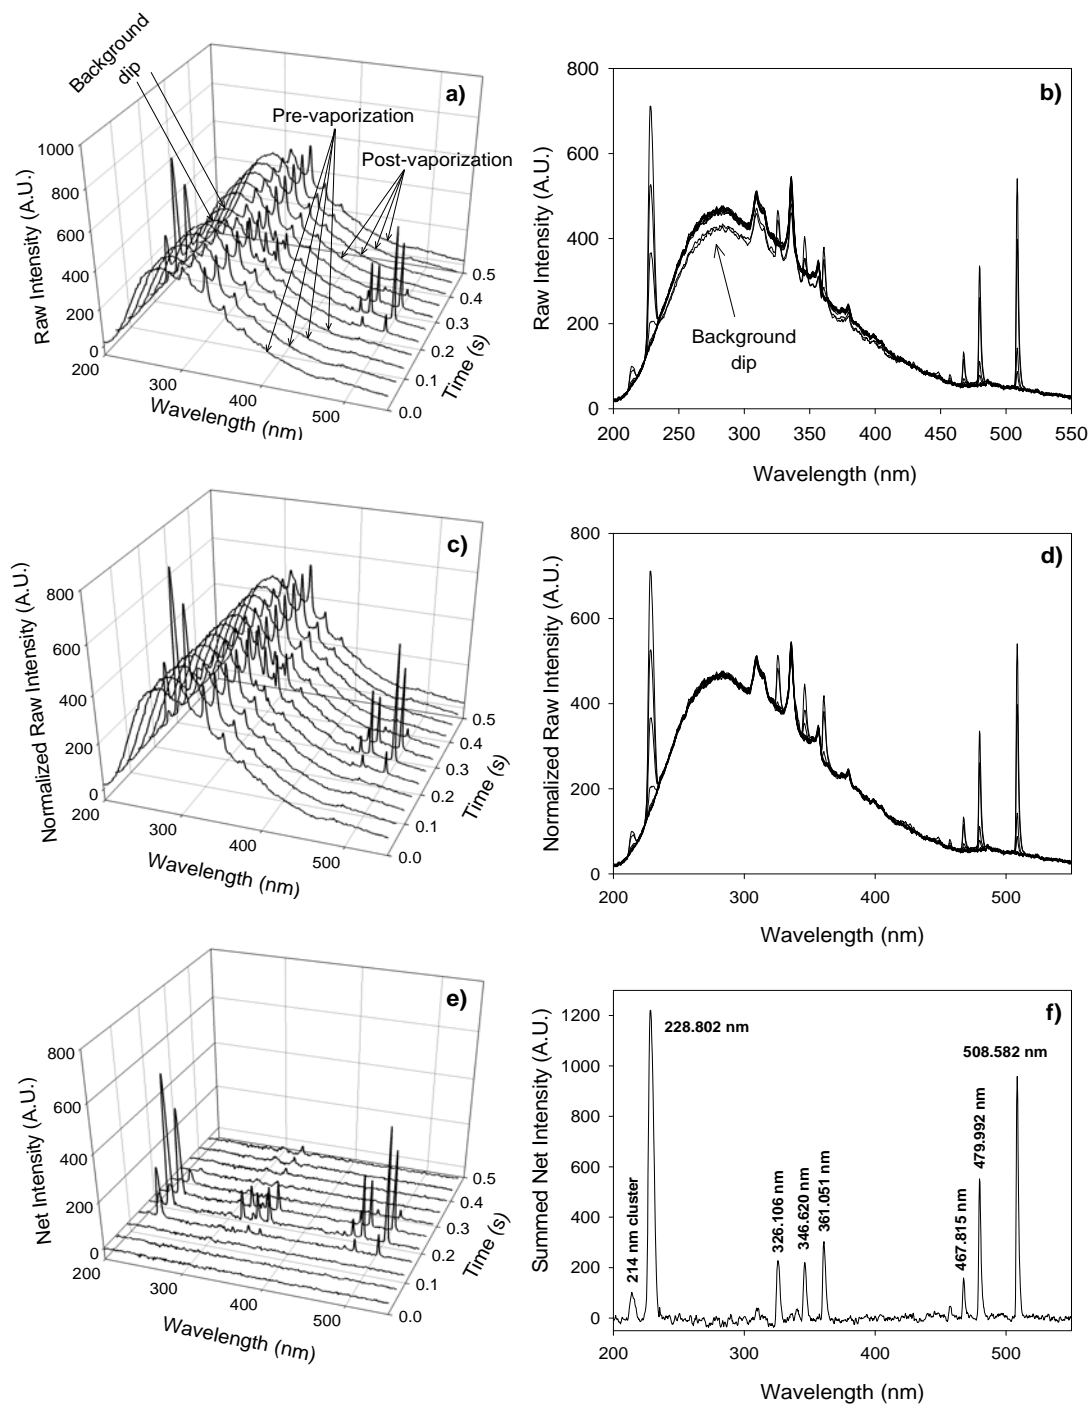 Background
dip
a)
Pre-vaporization
Post-vaporization
1000
800
600
400
200
0
Raw Intensity (A.U.)
200
300
400
500
Wavelength (nm)
0.0
0.1
0.2
0.3
0.4
0.5
Time (s)
b)
800
600
400
200
0
Raw Intensity (A.U.)
Background
dip
200 250 300 350 400 450 500 550
Wavelength (nm)
c)
800
600
400
200
0
Normalized Raw Intensity (A.U.)
200
300
400
500
Wavelength (nm)
0.0
0.1
0.2
0.3
0.4
0.5
Time (s)
d)
800
600
400
200
0
Normalized Raw Intensity (A.U.)
200 300 400 500
Wavelength (nm)
e)
800
600
400
200
0
Net Intensity (A.U.)
200
300
400
500
Wavelength (nm)
0.0
0.1
0.2
0.3
0.4
0.5
Time (s)
f)
1200
1000
800
600
400
200
0
Summed Net Intensity (A.U.)
214 nm cluster
228.802 nm
326.106 nm
346.620 nm
361.051 nm
467.815 nm
479.992 nm
508.582 nm
200 300 400 500
Wavelength (nm)